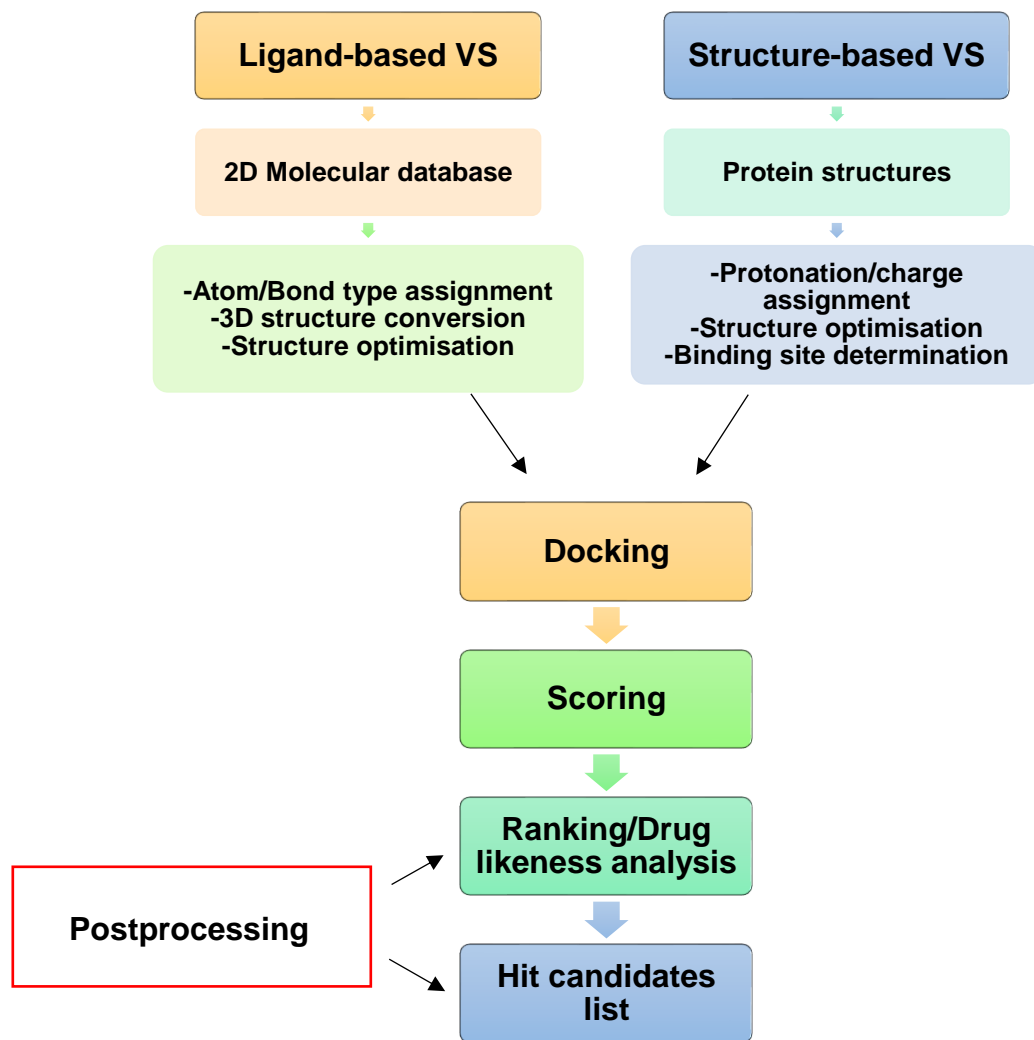 Ligand-based VS
Structure-based VS
2D Molecular database
Protein structures
-Atom/Bond type assignment
-3D structure conversion
-Structure optimisation
-Protonation/charge
assignment
-Structure optimisation
-Binding site determination
Docking
Scoring
Ranking/Drug
likeness analysis
Postprocessing
Hit candidates
list